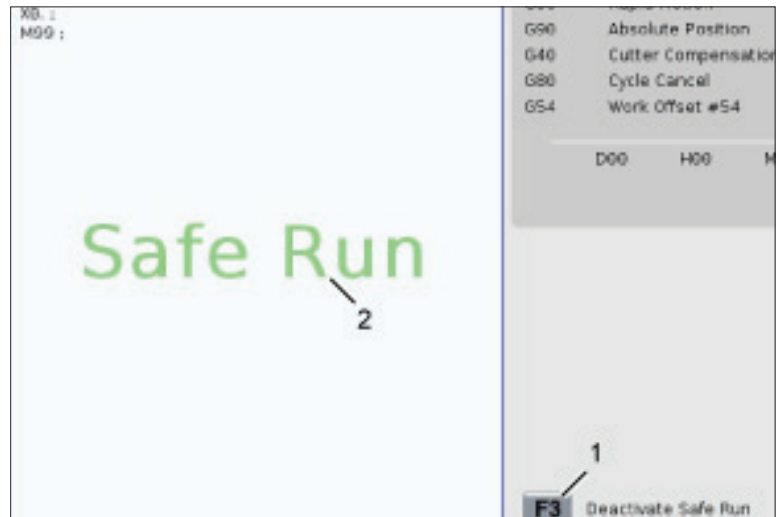 X0. ;
M99 ;
Safe Run
2
G90 Absolute Position
G40 Cutter Compensation
G80 Cycle Cancel
G54 Work Offset #54
D00 H00 M
1
F3 Deactivate Safe Run